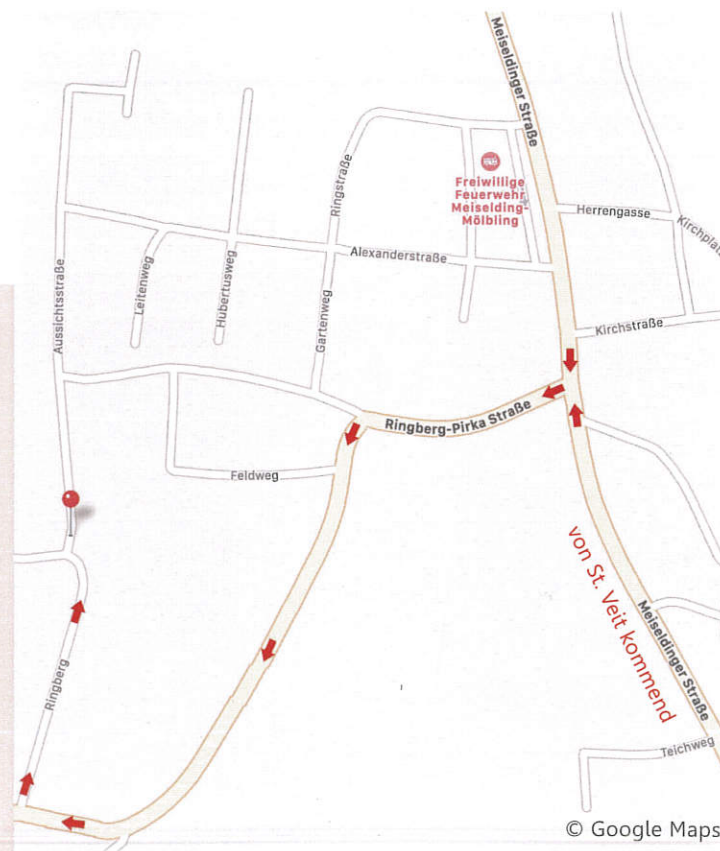 Meiseldinger Straße
Ringstraße
Freiwillige
Feuerwehr
Meiselding-
Mölbling
Herrengasse
Alexanderstraße
Aussichtsstraße
Leitenweg
Hubertusweg
Gartenweg
Kirchstraße
Ringberg-Pirka Straße
Feldweg
von St. Veit kommend
Meiseldinger Straße
Ringberg
Teichweg
© Google Maps